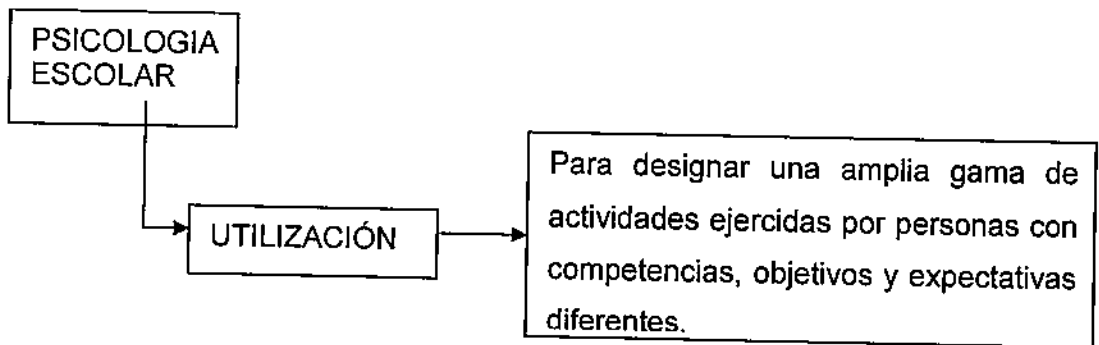 PSICOLOGIA
ESCOLAR
UTILIZACIÓN
Para designar una amplia gama de
actividades ejercidas por personas con
competencias, objetivos y expectativas
diferentes.